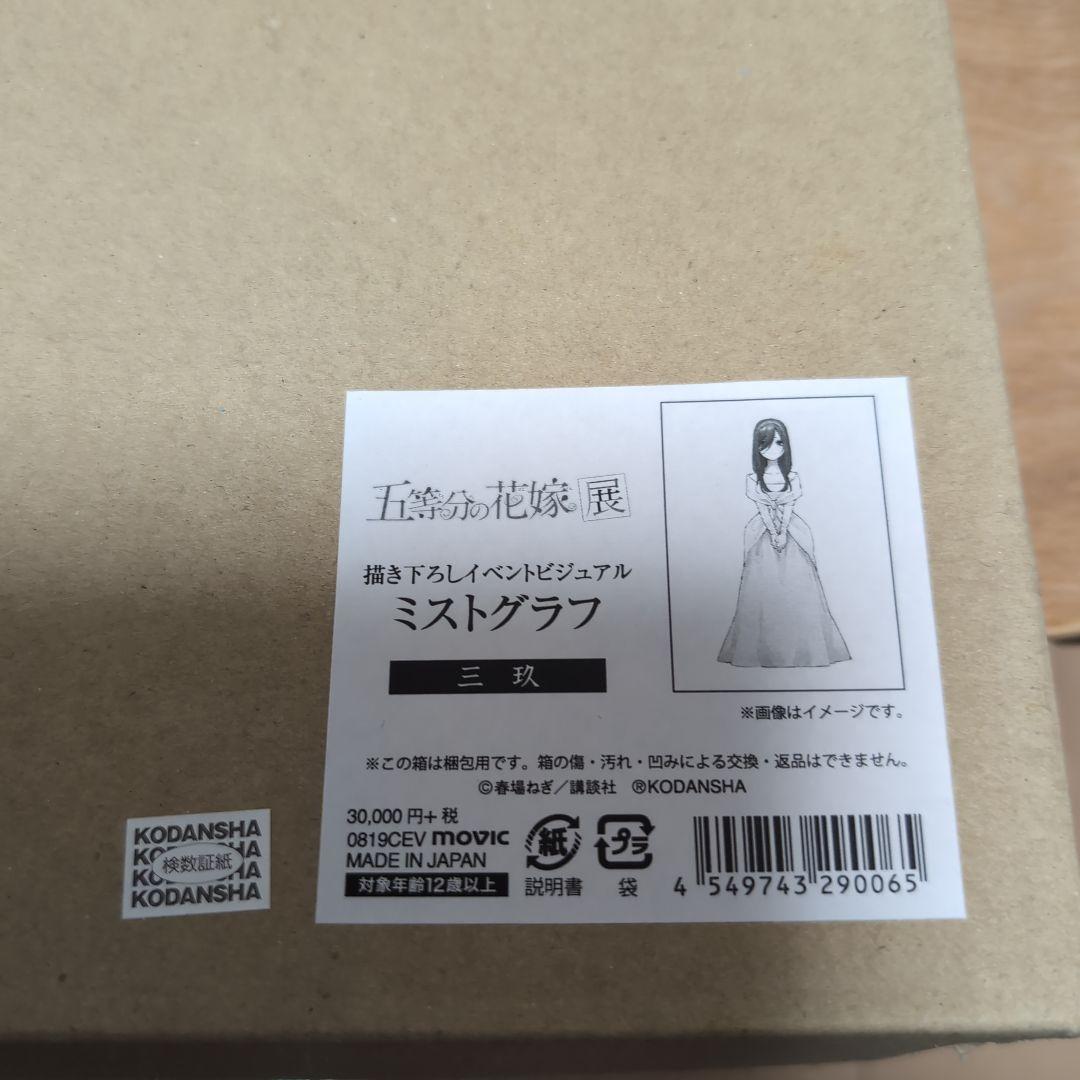 五等分の花嫁展
描き下ろしイベントビジュアル
ミストグラフ
三玖
※画像はイメージです。
※この箱は梱包用です。箱の傷・汚れ・凹みによる交換・返品はできません。
©春場ねぎ/講談社 ®KODANSHA
30,000円+税
0819CEV movic
MADE IN JAPAN
対象年齢12歳以上
紙
説明書
プラ
袋
4 549743 290065
KODANSHA
KODANSHA
検数証紙
KODANSHA
KODANSHA